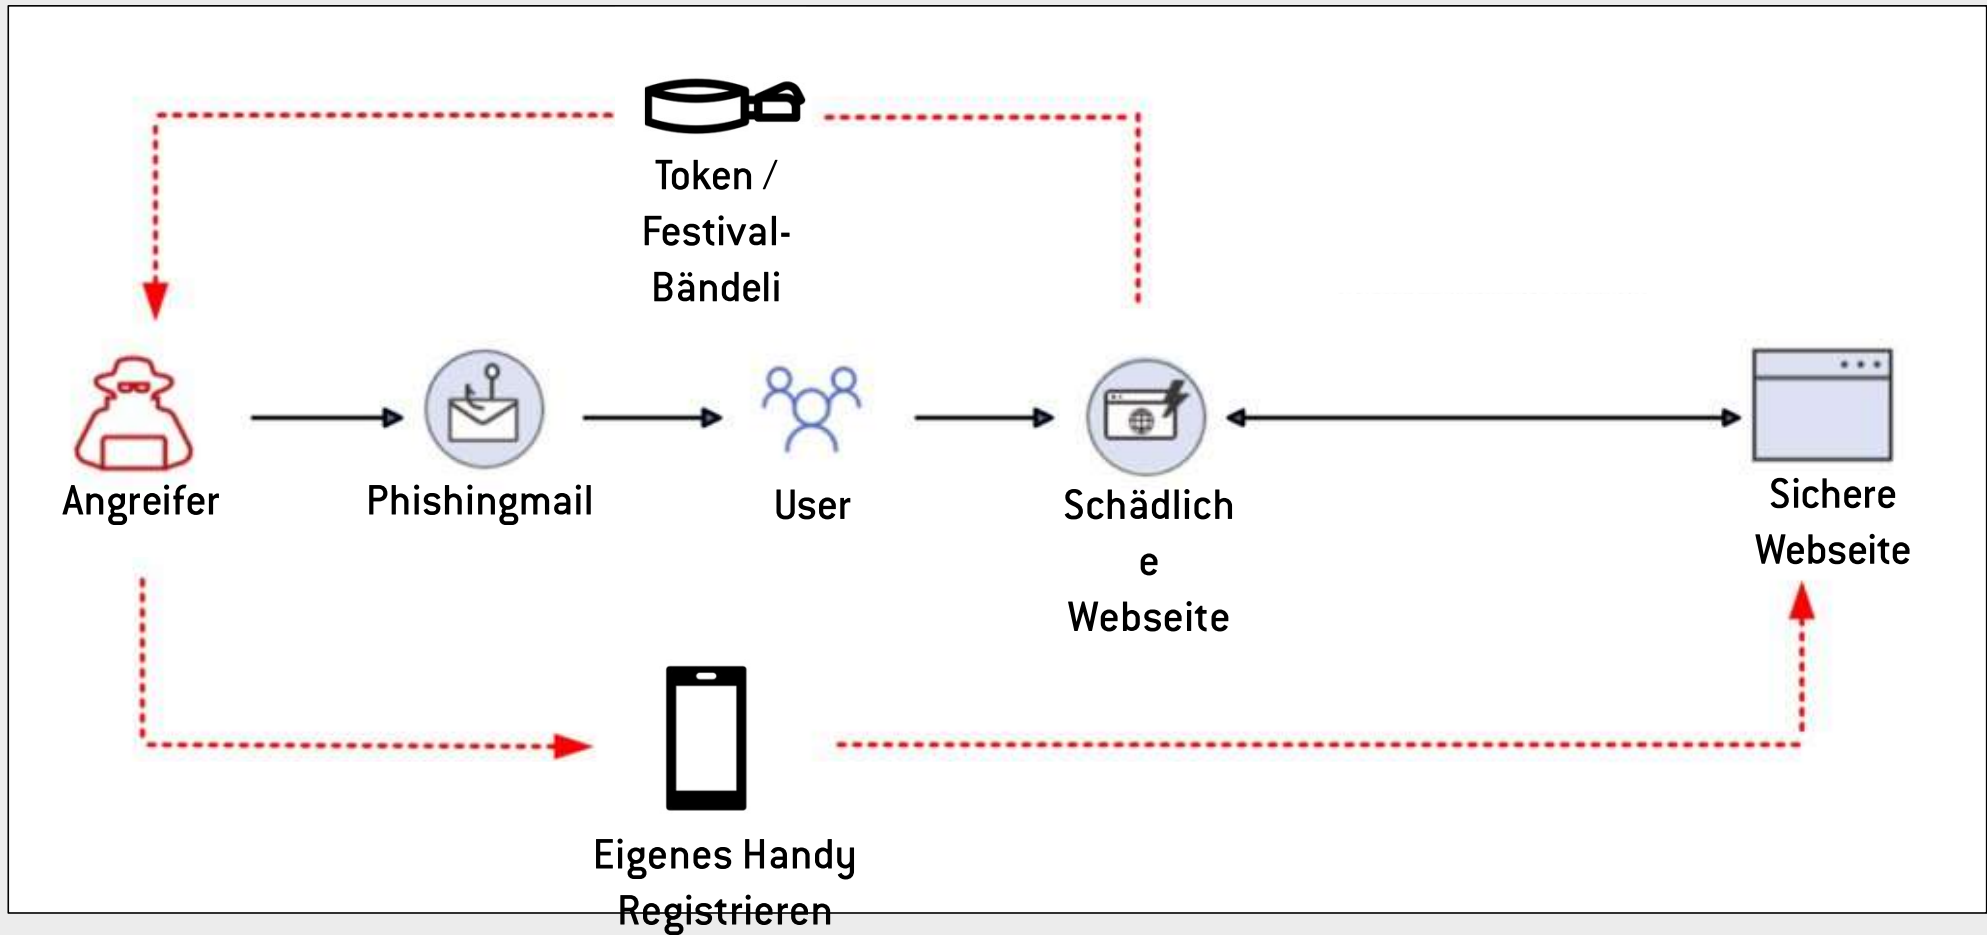 Token /
Festival-
Bändeli
Angreifer
Phishingmail
User
Schädlich
e
Webseite
Sichere
Webseite
Eigenes Handy
Registrieren